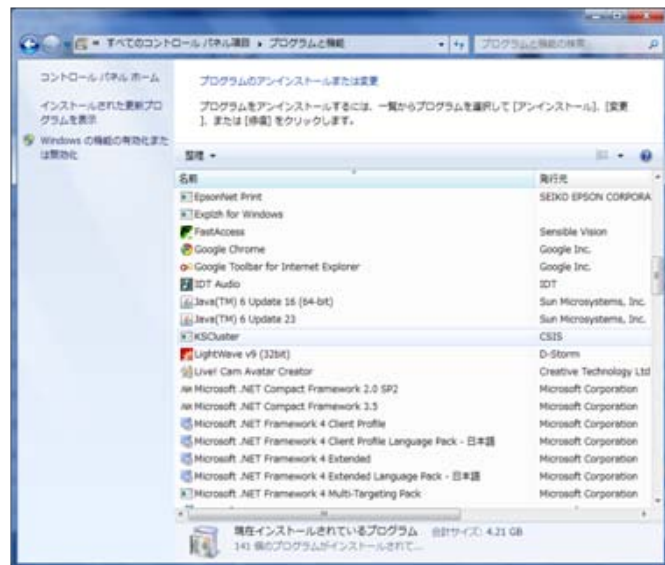 すべてのコントロール パネル項目 ▸ プログラムと機能
プログラムと機能の検索
コントロール パネル ホーム
インストールされた更新プロ
グラムを表示
Windows の機能の有効化また
は無効化
プログラムのアンインストールまたは変更
プログラムをアンインストールするには、一覧からプログラムを選択して [アンインストール]、[変更
]、または [修復] をクリックします。
整理
名前 発行元
EpsonNet Print SEIKO EPSON CORPORA
Explzh for Windows
FastAccess Sensible Vision
Google Chrome Google Inc.
Google Toolbar for Internet Explorer Google Inc.
IDT Audio IDT
Java(TM) 6 Update 16 (64-bit) Sun Microsystems, Inc.
Java(TM) 6 Update 23 Sun Microsystems, Inc.
KSCluster CSIS
LightWave v9 (32bit) D-Storm
Live! Cam Avatar Creator Creative Technology Ltd
Microsoft .NET Compact Framework 2.0 SP2 Microsoft Corporation
Microsoft .NET Compact Framework 3.5 Microsoft Corporation
Microsoft .NET Framework 4 Client Profile Microsoft Corporation
Microsoft .NET Framework 4 Client Profile Language Pack - 日本語 Microsoft Corporation
Microsoft .NET Framework 4 Extended Microsoft Corporation
Microsoft .NET Framework 4 Extended Language Pack - 日本語 Microsoft Corporation
Microsoft .NET Framework 4 Multi-Targeting Pack Microsoft Corporation
現在インストールされているプログラム 合計サイズ: 4.21 GB
141 個のプログラムがインストールされて...